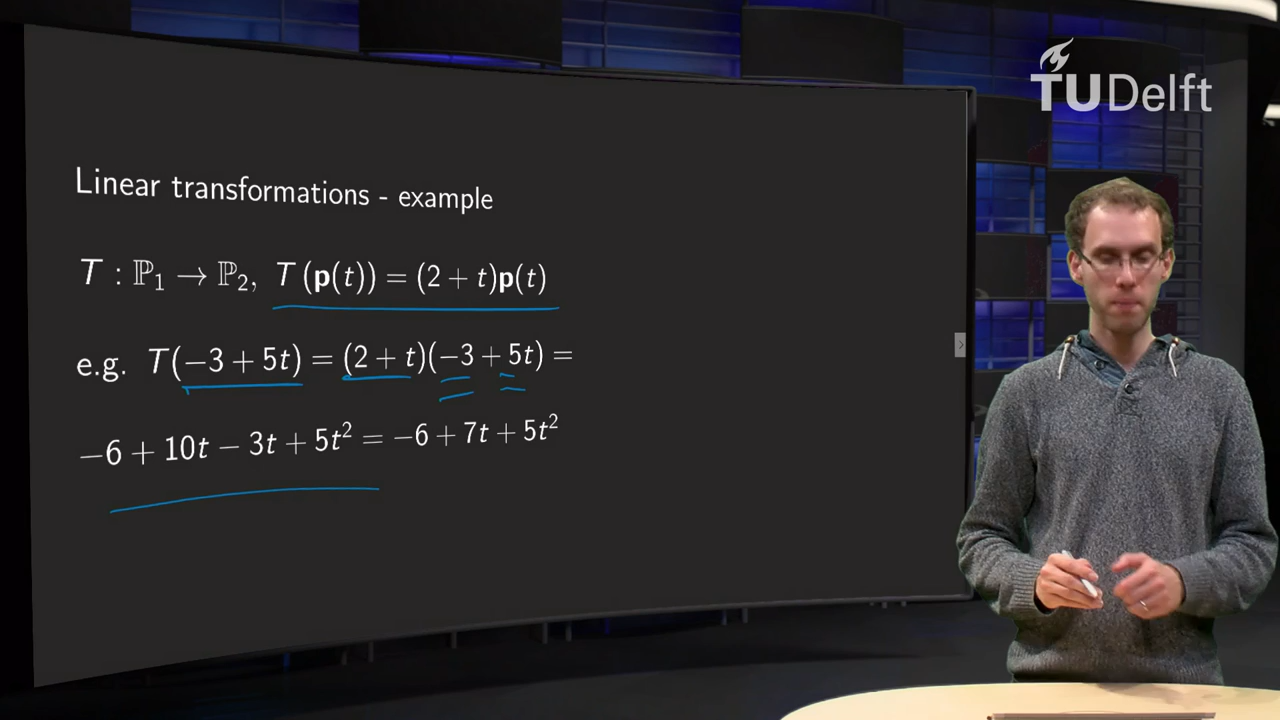 TUDelft
Linear transformations - example
T : ℙ₁ → ℙ₂, T(p(t)) = (2 + t)p(t)
e.g. T(−3 + 5t) = (2 + t)(−3 + 5t) =
−6 + 10t − 3t + 5t² = −6 + 7t + 5t²